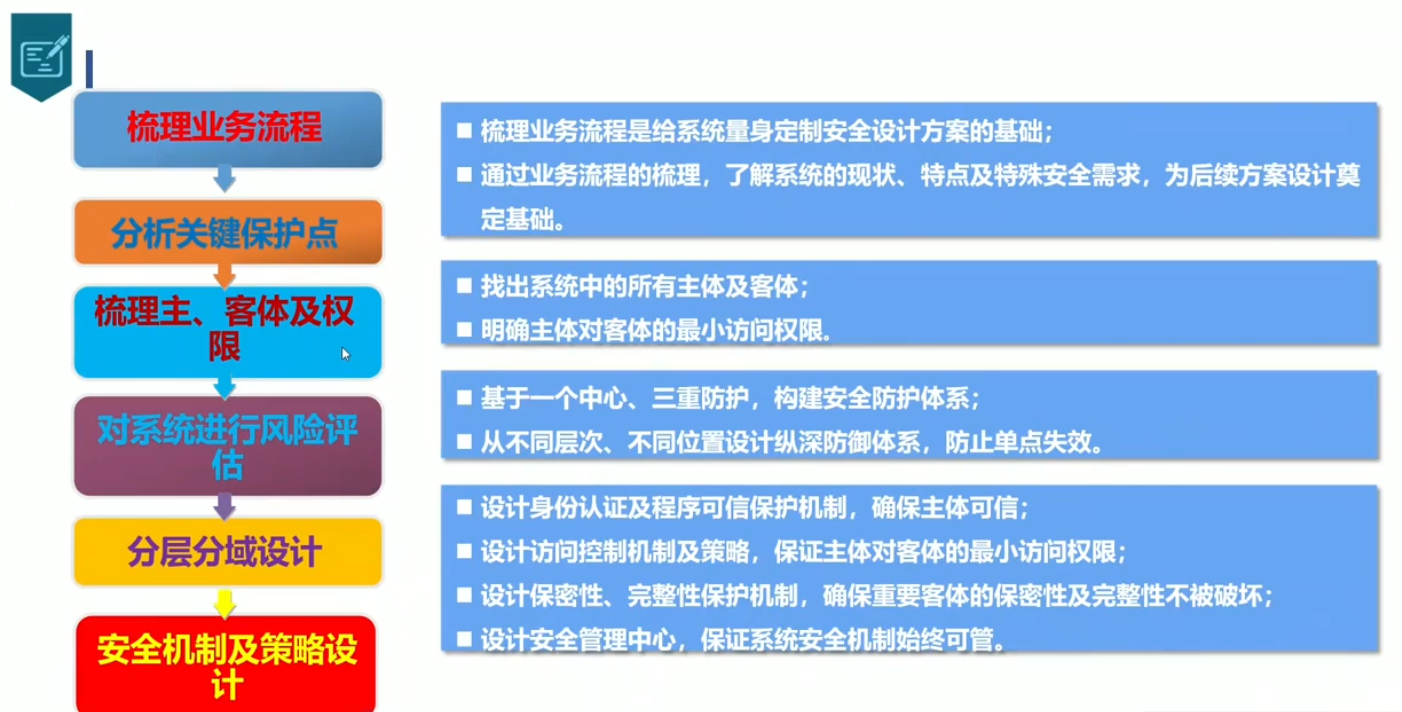 梳理业务流程
分析关键保护点
梳理主、客体及权
限
对系统进行风险评
估
分层分域设计
安全机制及策略设
计
■ 梳理业务流程是给系统量身定制安全设计方案的基础；
■ 通过业务流程的梳理，了解系统的现状、特点及特殊安全需求，为后续方案设计奠
定基础。
■ 找出系统中的所有主体及客体；
■ 明确主体对客体的最小访问权限。
■ 基于一个中心、三重防护，构建安全防护体系；
■ 从不同层次、不同位置设计纵深防御体系，防止单点失效。
■ 设计身份认证及程序可信保护机制，确保主体可信；
■ 设计访问控制机制及策略，保证主体对客体的最小访问权限；
■ 设计保密性、完整性保护机制，确保重要客体的保密性及完整性不被破坏；
■ 设计安全管理中心，保证系统安全机制始终可管。